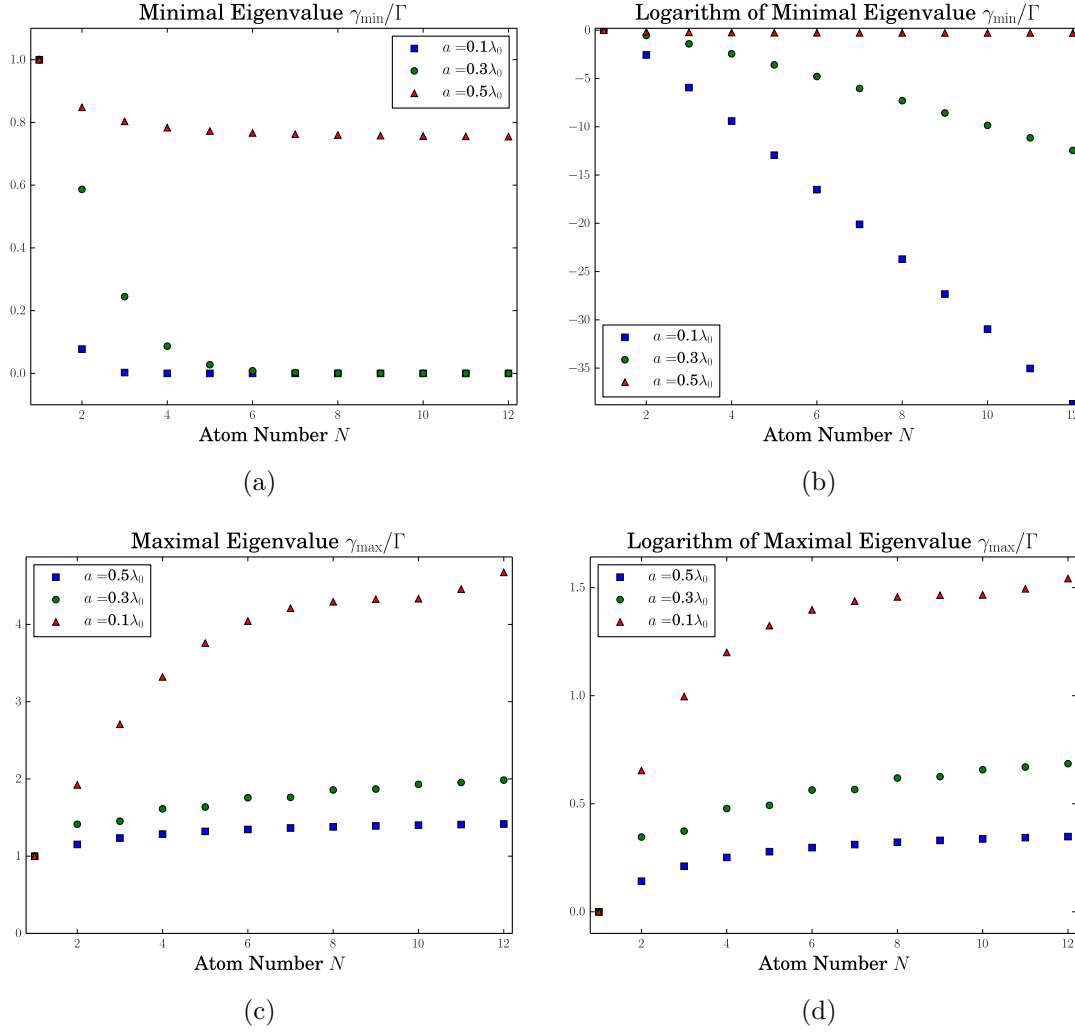 Minimal Eigenvalue γmin/Γ
1.0
0.8
0.6
0.4
0.2
0.0
a =0.1λ0
a =0.3λ0
a =0.5λ0
2 4 6 8 10 12
Atom Number N
(a)
Logarithm of Minimal Eigenvalue γmin/Γ
0
−5
−10
−15
−20
−25
−30
−35
a =0.1λ0
a =0.3λ0
a =0.5λ0
2 4 6 8 10 12
Atom Number N
(b)
Maximal Eigenvalue γmax/Γ
a =0.5λ0
a =0.3λ0
a =0.1λ0
4
3
2
1
0
2 4 6 8 10 12
Atom Number N
(c)
Logarithm of Maximal Eigenvalue γmax/Γ
a =0.5λ0
a =0.3λ0
a =0.1λ0
1.5
1.0
0.5
0.0
2 4 6 8 10 12
Atom Number N
(d)